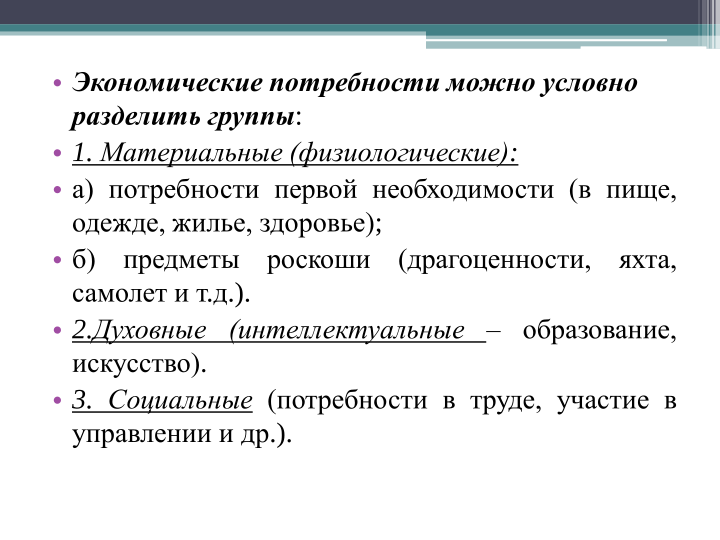 • Экономические потребности можно условно
разделить группы:
• 1. Материальные (физиологические):
• а) потребности первой необходимости (в пище,
одежде, жилье, здоровье);
• б) предметы роскоши (драгоценности, яхта,
самолет и т.д.).
• 2.Духовные (интеллектуальные – образование,
искусство).
• 3. Социальные (потребности в труде, участие в
управлении и др.).